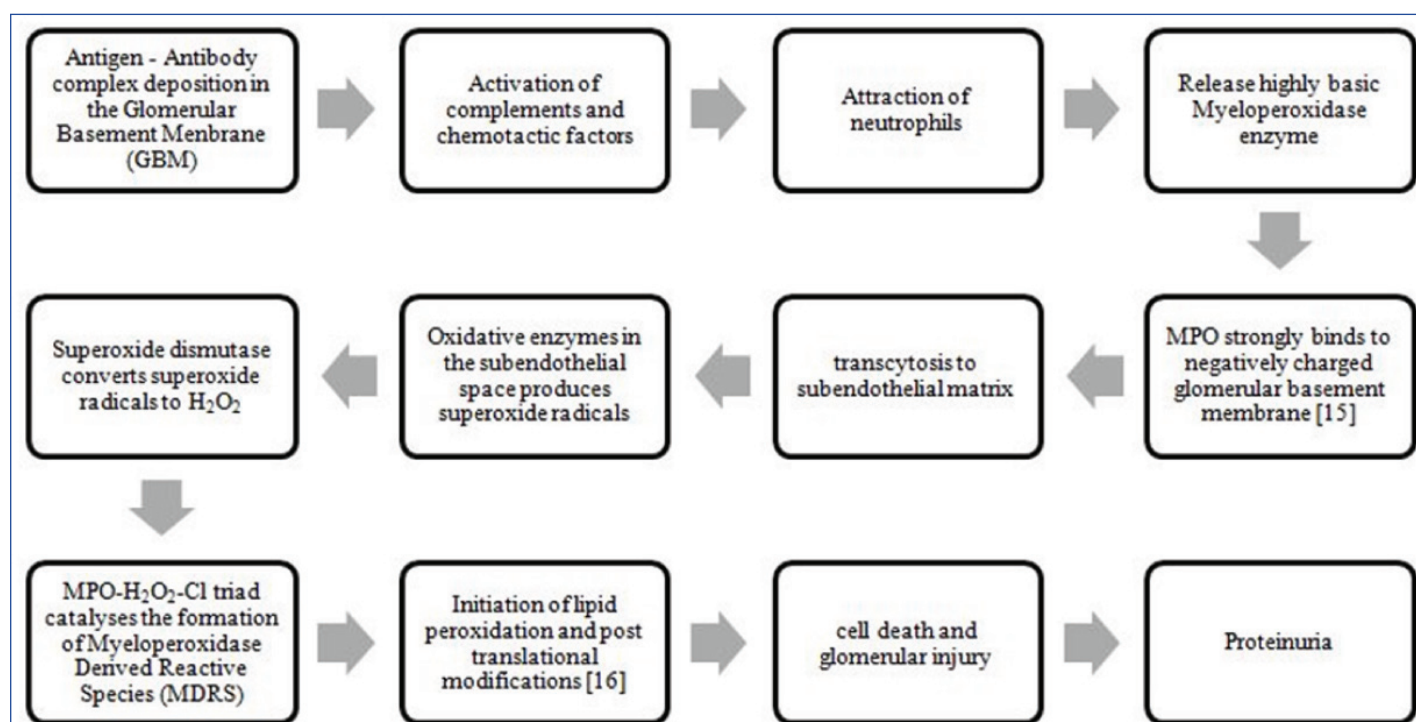 Antigen - Antibody
complex deposition in
the Glomerular
Basement Menbrane
(GBM)
Activation of
complements and
chemotactic factors
Attraction of
neutrophils
Release highly basic
Myeloperoxidase
enzyme
MPO strongly binds to
negatively charged
glomerular basement
membrane [15]
transcytosis to
subendothelial matrix
Oxidative enzymes in
the subendothelial
space produces
superoxide radicals
Superoxide dismutase
converts superoxide
radicals to H₂O₂
MPO-H₂O₂-Cl triad
catalyses the formation
of Myeloperoxidase
Derived Reactive
Species (MDRS)
Initiation of lipid
peroxidation and post
translational
modifications [16]
cell death and
glomerular injury
Proteinuria